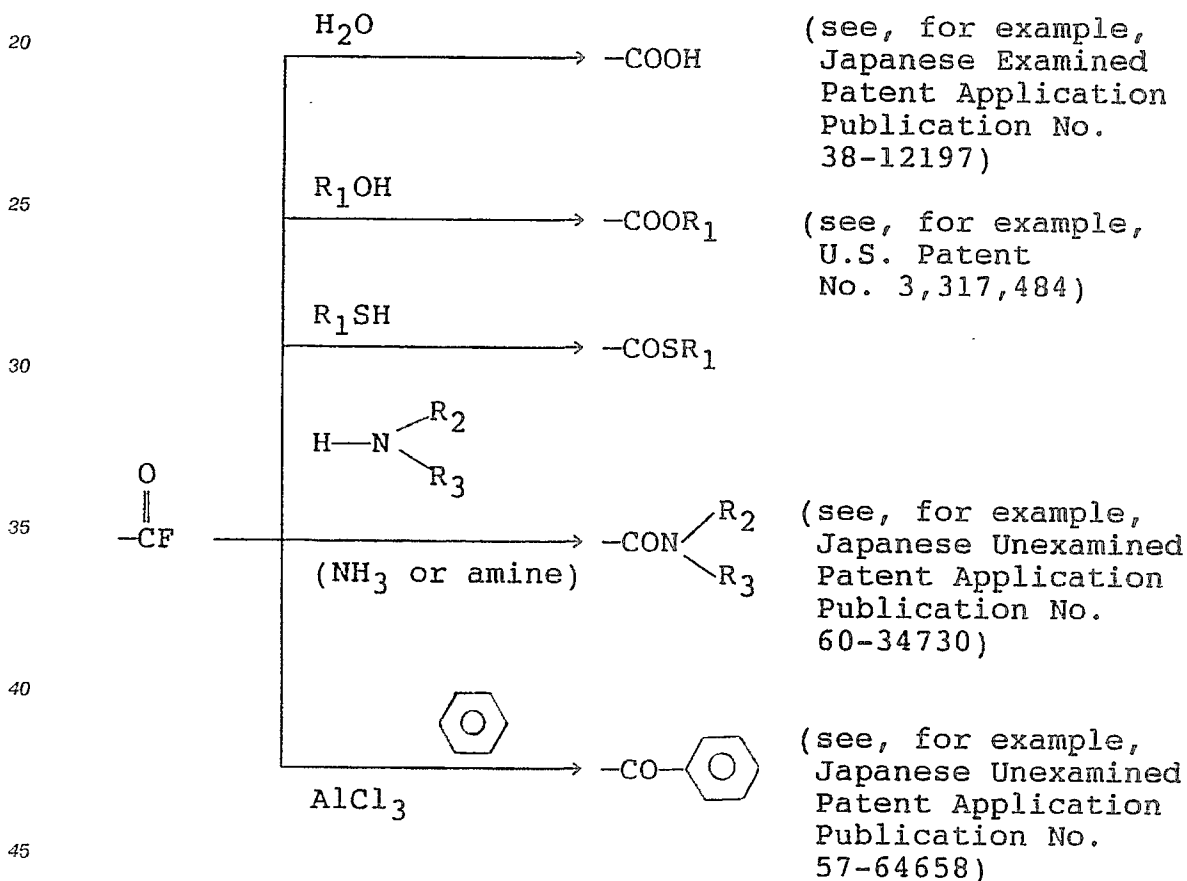 20
H2O
→ -COOH
(see, for example,
Japanese Examined
Patent Application
Publication No.
38-12197)
25
R1OH
→ -COOR1
(see, for example,
U.S. Patent
No. 3,317,484)
R1SH
→ -COSR1
30
H-N
R2
R3
O
35
-CF
(NH3 or amine)
→ -CON
R2
R3
(see, for example,
Japanese Unexamined
Patent Application
Publication No.
60-34730)
40
AlCl3
→ -CO-
(see, for example,
Japanese Unexamined
Patent Application
Publication No.
57-64658)
45